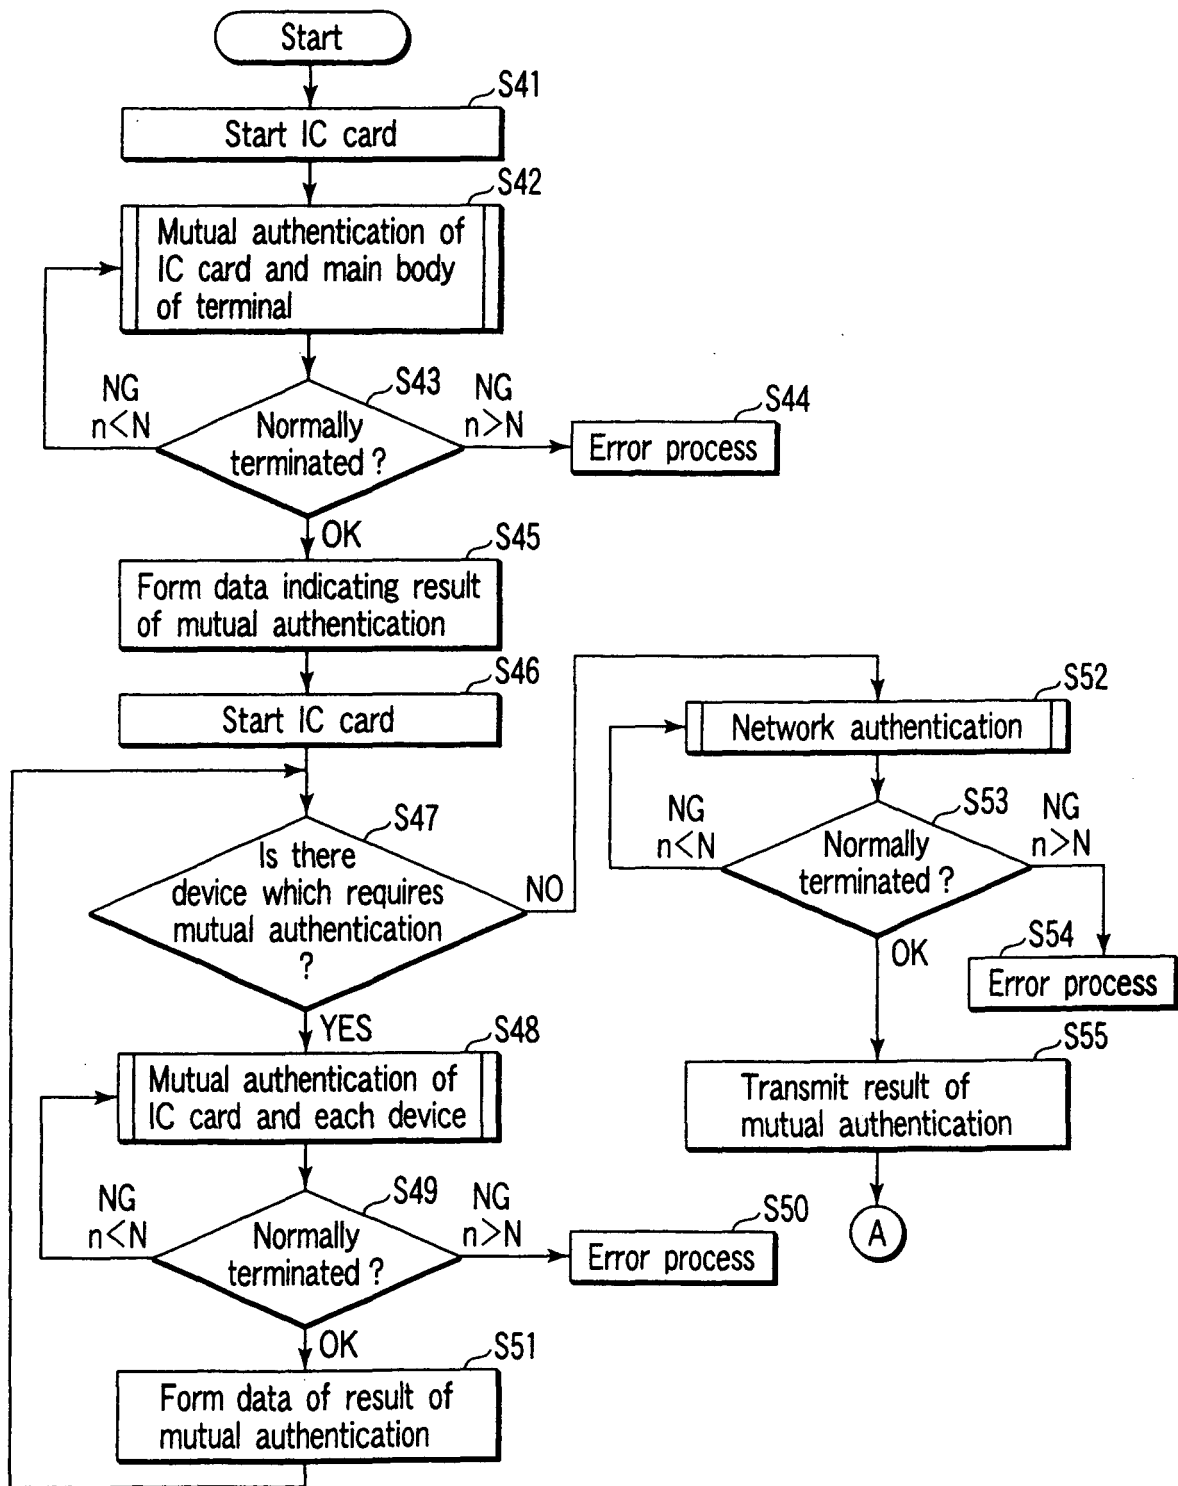 Start
S41
Start IC card
S42
Mutual authentication of
IC card and main body
of terminal
S43
NG
n<N
NG
n>N
Normally
terminated ?
S44
Error process
OK
S45
Form data indicating result
of mutual authentication
S46
Start IC card
S47
Is there
device which requires
mutual authentication
?
NO
YES
S48
Mutual authentication of
IC card and each device
S49
NG
n<N
NG
n>N
Normally
terminated ?
S50
Error process
OK
S51
Form data of result of
mutual authentication
S52
Network authentication
S53
NG
n<N
NG
n>N
Normally
terminated ?
S54
Error process
OK
S55
Transmit result of
mutual authentication
A